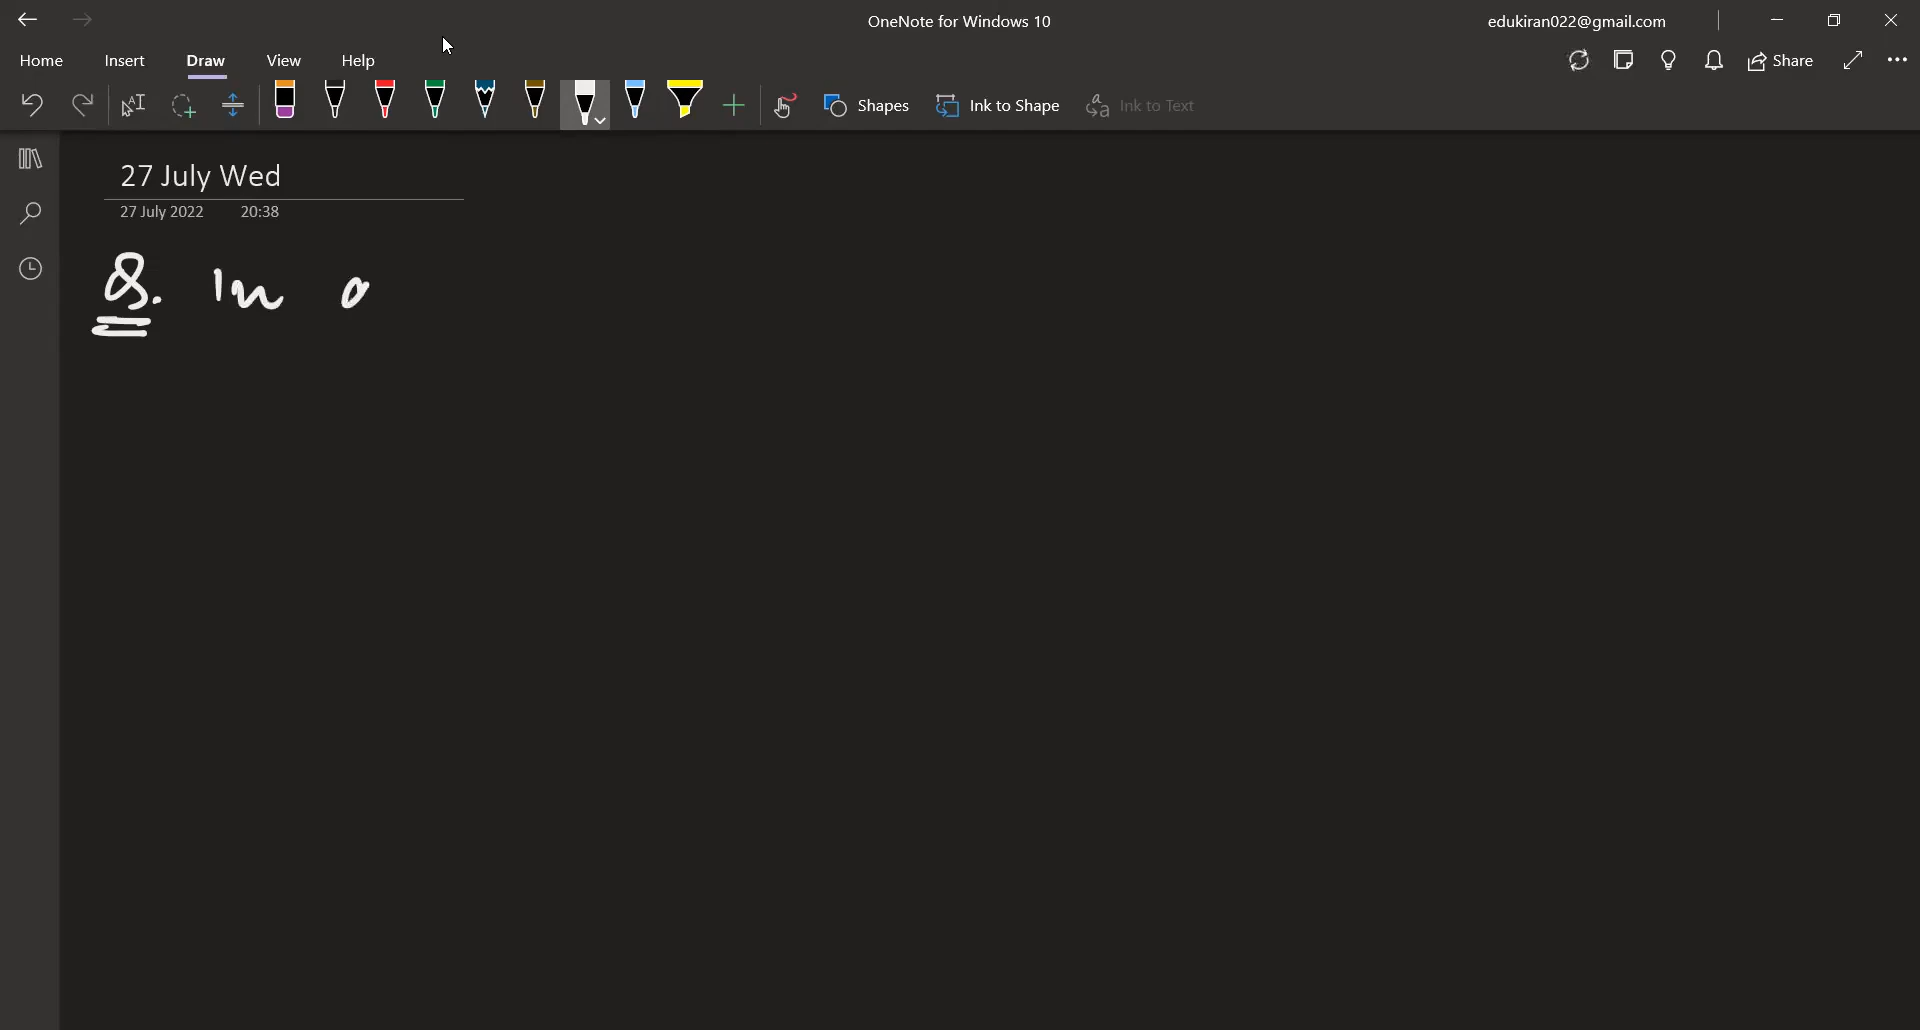 OneNote for Windows 10
edukiran022@gmail.com
Home Insert Draw View Help
Share
Shapes Ink to Shape Ink to Text
27 July Wed
27 July 2022 20:38
Q. In a